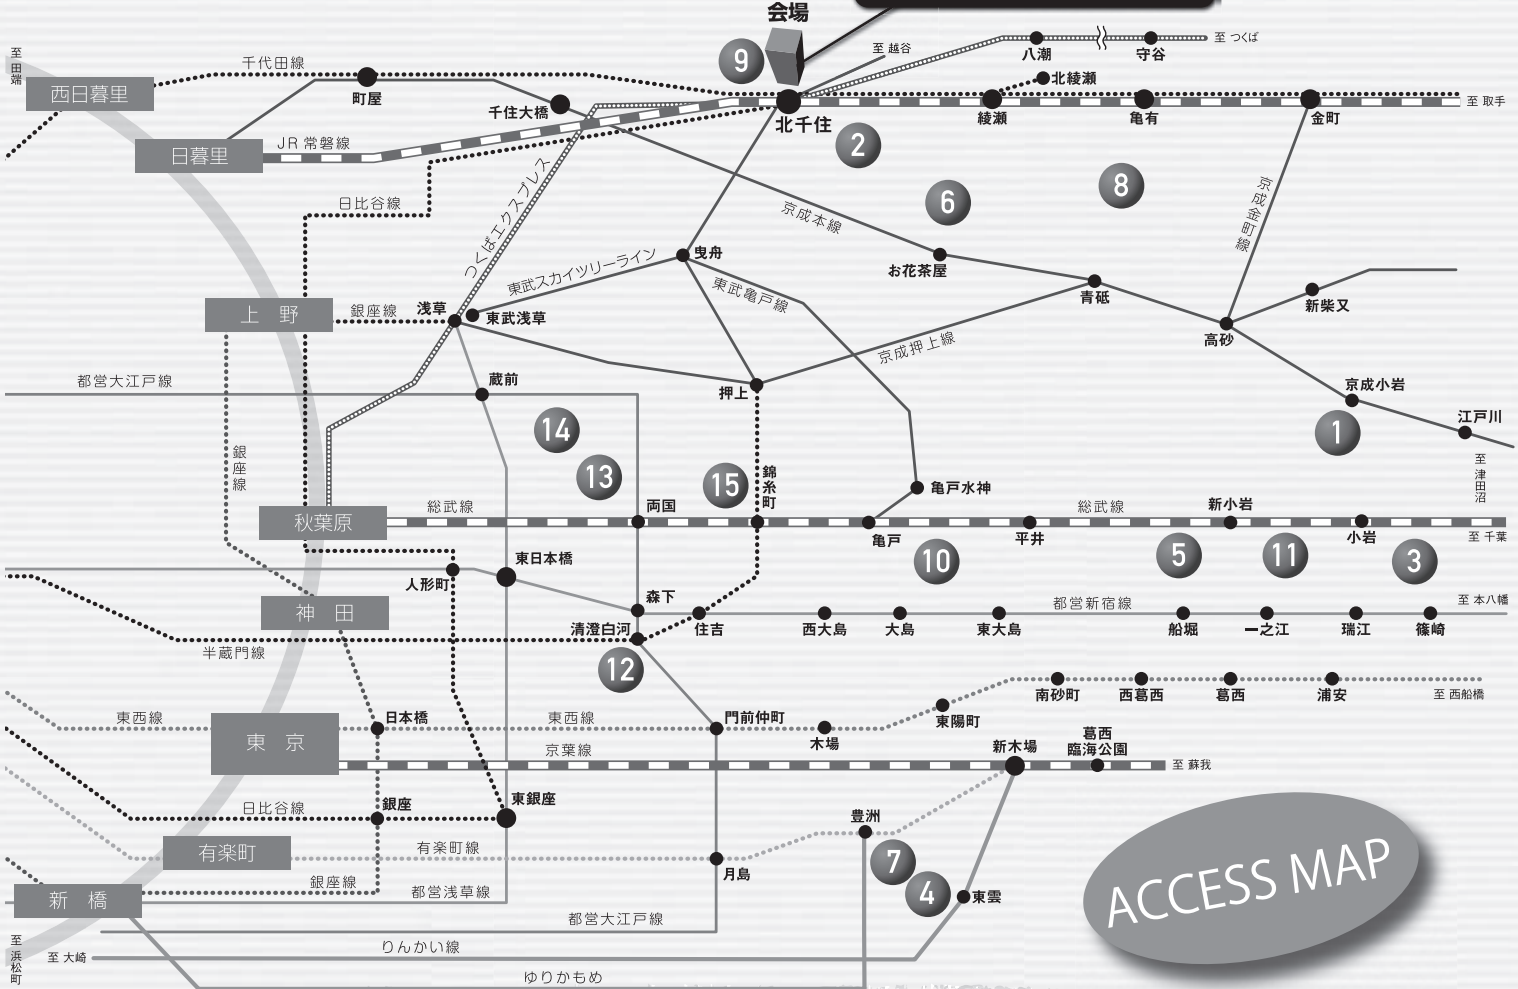 会場
9
至 越谷
八潮
守谷
至 つくば
至 田端
千代田線
西日暮里
町屋
千住大橋
北綾瀬
北千住
綾瀬
亀有
金町
至 取手
日暮里
JR 常磐線
2
8
6
日比谷線
つくばエクスプレス
京成本線
京成金町線
曳舟
お花茶屋
東武スカイツリーライン
東武亀戸線
青砥
新柴又
上 野
銀座線
浅草
東武浅草
京成押上線
高砂
都営大江戸線
蔵前
押上
京成小岩
江戸川
1
14
13
15
銀座線
錦糸町
至 津田沼
亀戸水神
秋葉原
総武線
両国
亀戸
平井
総武線
新小岩
小岩
至 千葉
10
5
11
3
東日本橋
人形町
神 田
森下
清澄白河
住吉
西大島
大島
東大島
都営新宿線
船堀
一之江
瑞江
篠崎
至 本八幡
半蔵門線
12
南砂町
西葛西
葛西
浦安
至 西船橋
東西線
日本橋
東西線
門前仲町
木場
東陽町
東 京
京葉線
新木場
葛西
臨海公園
至 蘇我
日比谷線
銀座
東銀座
豊洲
有楽町
有楽町線
月島
7
4
東雲
銀座線
新 橋
都営浅草線
都営大江戸線
りんかい線
至 浜松町
至 大崎
ゆりかもめ
ACCESS MAP